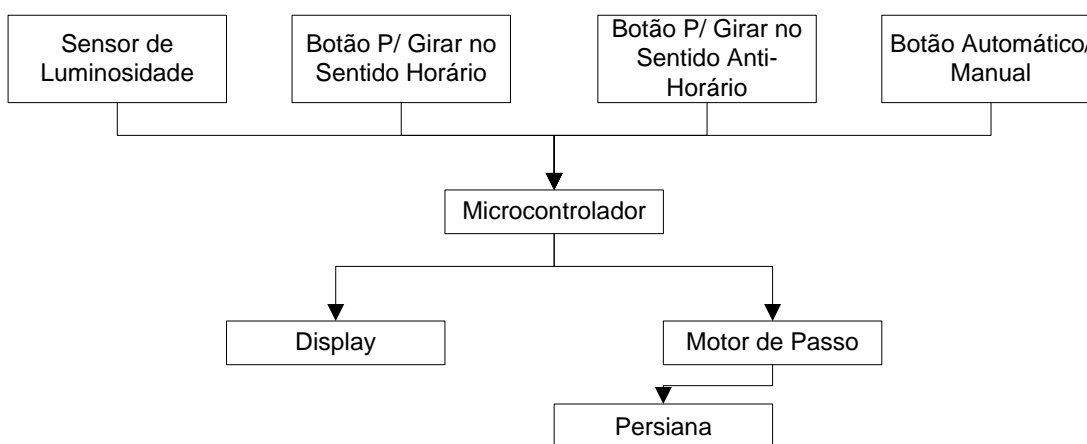 Sensor de
Luminosidade
Botão P/ Girar no
Sentido Horário
Botão P/ Girar no
Sentido Anti-
Horário
Botão Automático/
Manual
Microcontrolador
Display
Motor de Passo
Persiana